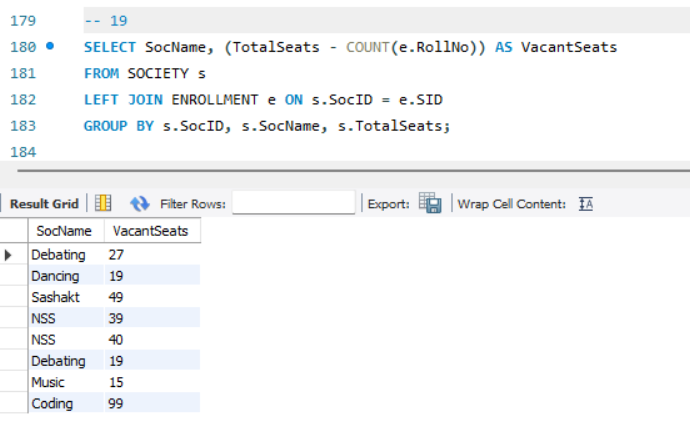 179 -- 19
180 SELECT SocName, (TotalSeats - COUNT(e.RollNo)) AS VacantSeats
181 FROM SOCIETY s
182 LEFT JOIN ENROLLMENT e ON s.SocID = e.SID
183 GROUP BY s.SocID, s.SocName, s.TotalSeats;
184
Result Grid Filter Rows: Export: Wrap Cell Content: IA
SocName VacantSeats
Debating 27
Dancing 19
Sashakt 49
NSS 39
NSS 40
Debating 19
Music 15
Coding 99